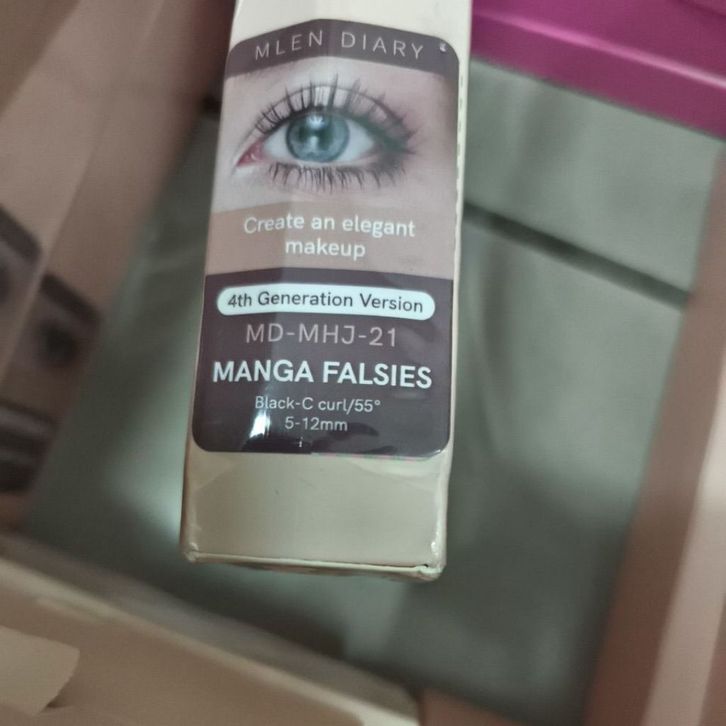 MLEN DIARY
Create an elegant
makeup
4th Generation Version
MD-MHJ-21
MANGA FALSIES
Black-C curl/55°
5-12mm